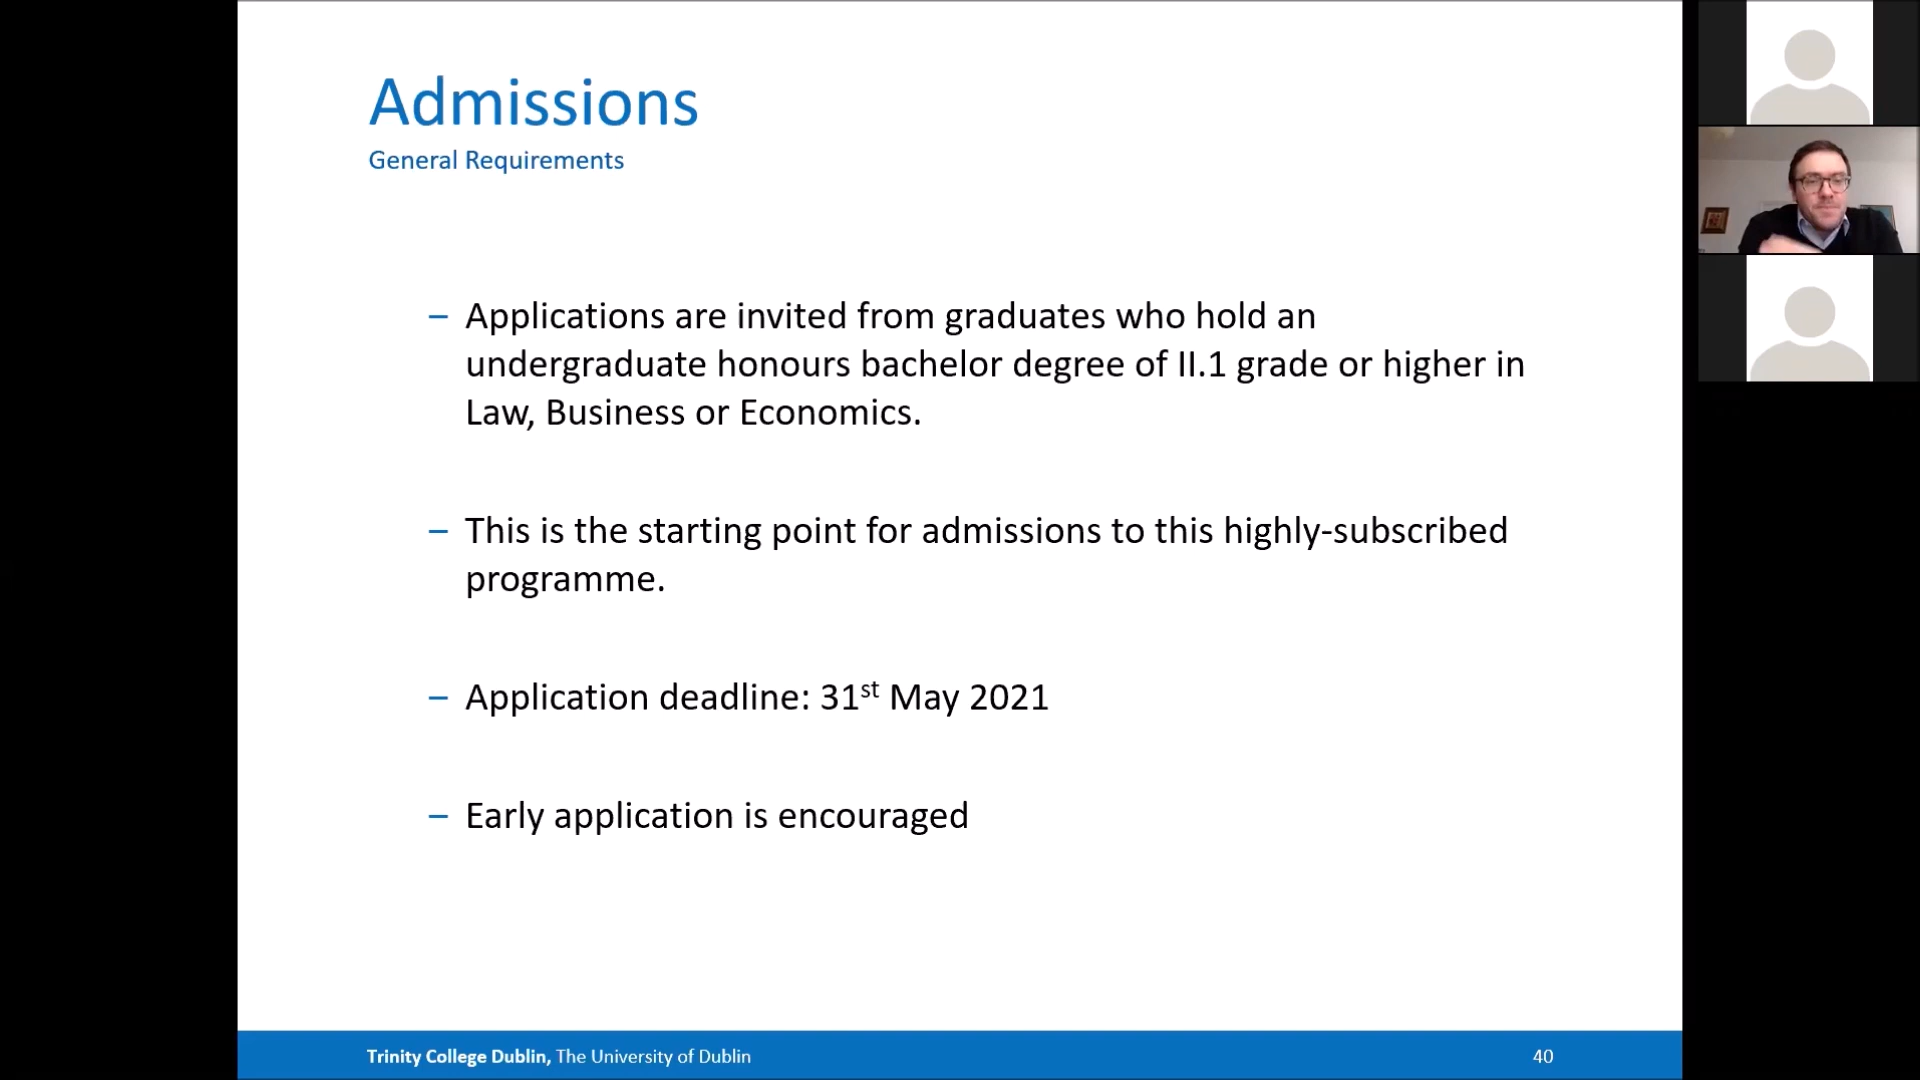 Admissions
General Requirements
– Applications are invited from graduates who hold an
undergraduate honours bachelor degree of II.1 grade or higher in
Law, Business or Economics.
– This is the starting point for admissions to this highly-subscribed
programme.
– Application deadline: 31st May 2021
– Early application is encouraged
Trinity College Dublin, The University of Dublin
40